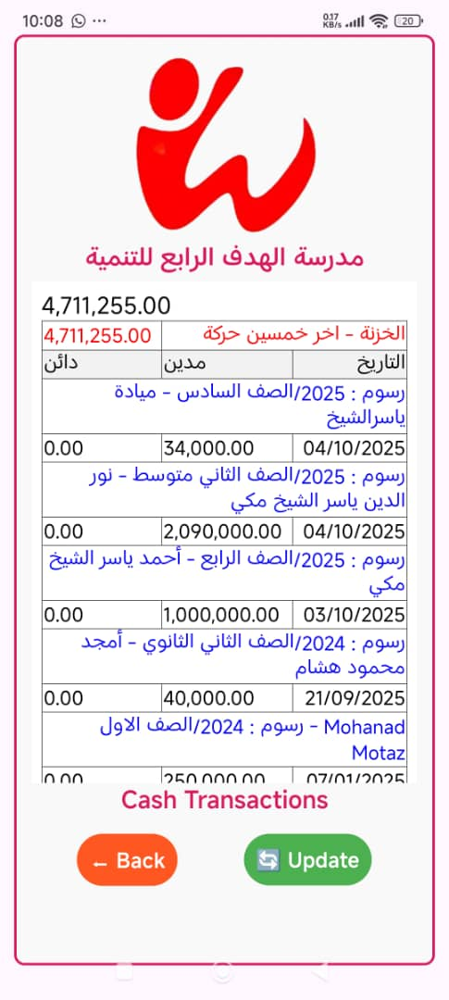 10:08
0.17
KB/s
20
مدرسة الهدف الرابع للتنمية
4,711,255.00
الخزنة - اخر خمسين حركة 4,711,255.00
التاريخ مدين دائن
رسوم : 2025/الصف السادس - ميادة
ياسرالشيخ
04/10/2025 34,000.00 0.00
رسوم : 2025/الصف الثاني متوسط - نور
الدين ياسر الشيخ مكي
04/10/2025 2,090,000.00 0.00
رسوم : 2025/الصف الرابع - أحمد ياسر الشيخ
مكي
03/10/2025 1,000,000.00 0.00
رسوم : 2024/الصف الثاني الثانوي - أمجد
محمود هشام
21/09/2025 40,000.00 0.00
رسوم : 2024/الصف الاول - Mohanad
Motaz
07/01/2025 250,000.00 0.00
Cash Transactions
← Back
Update